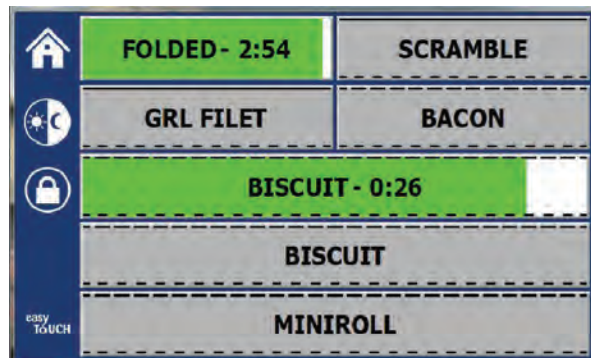 FOLDED - 2:54
SCRAMBLE
GRL FILET
BACON
BISCUIT - 0:26
BISCUIT
MINIROLL
easy
TOUCH